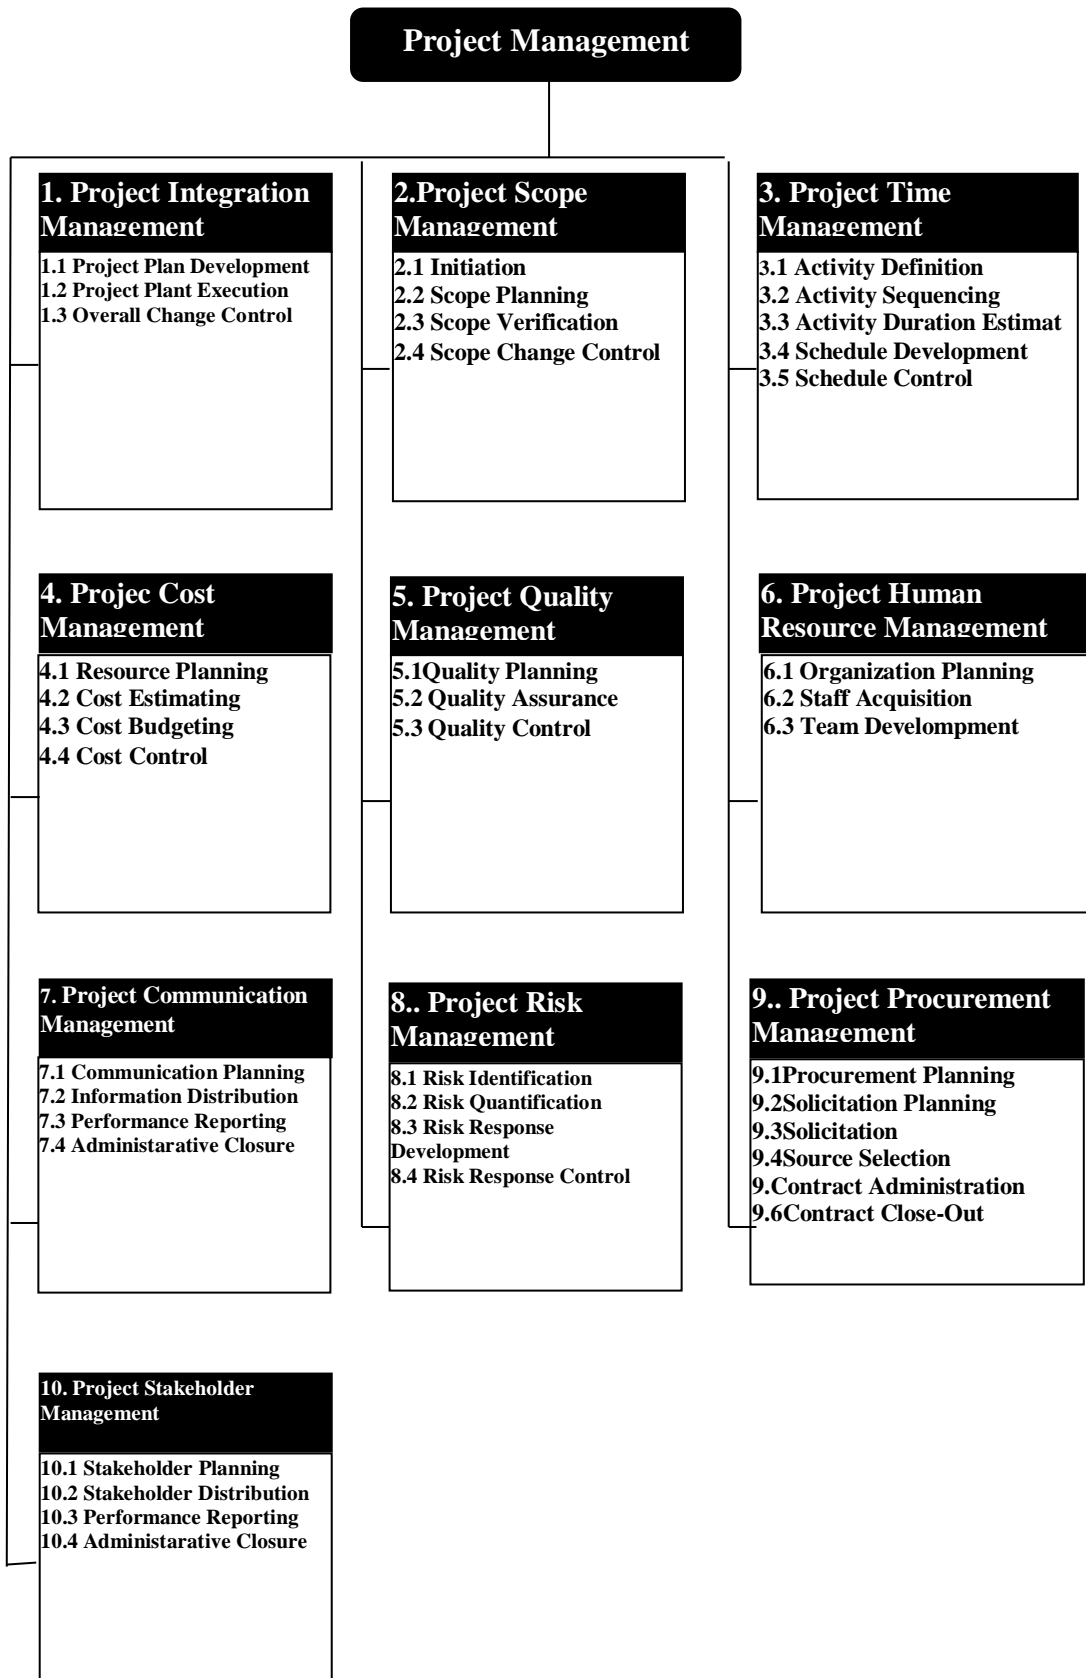 Project Management
1. Project Integration
Management
1.1 Project Plan Development
1.2 Project Plant Execution
1.3 Overall Change Control
2.Project Scope
Management
2.1 Initiation
2.2 Scope Planning
2.3 Scope Verification
2.4 Scope Change Control
3. Project Time
Management
3.1 Activity Definition
3.2 Activity Sequencing
3.3 Activity Duration Estimat
3.4 Schedule Development
3.5 Schedule Control
4. Projec Cost
Management
4.1 Resource Planning
4.2 Cost Estimating
4.3 Cost Budgeting
4.4 Cost Control
5. Project Quality
Management
5.1Quality Planning
5.2 Quality Assurance
5.3 Quality Control
6. Project Human
Resource Management
6.1 Organization Planning
6.2 Staff Acquisition
6.3 Team Develompment
7. Project Communication
Management
7.1 Communication Planning
7.2 Information Distribution
7.3 Performance Reporting
7.4 Administarative Closure
8.. Project Risk
Management
8.1 Risk Identification
8.2 Risk Quantification
8.3 Risk Response
Development
8.4 Risk Response Control
9.. Project Procurement
Management
9.1Procurement Planning
9.2Solicitation Planning
9.3Solicitation
9.4Source Selection
9.Contract Administration
9.6Contract Close-Out
10. Project Stakeholder
Management
10.1 Stakeholder Planning
10.2 Stakeholder Distribution
10.3 Performance Reporting
10.4 Administarative Closure